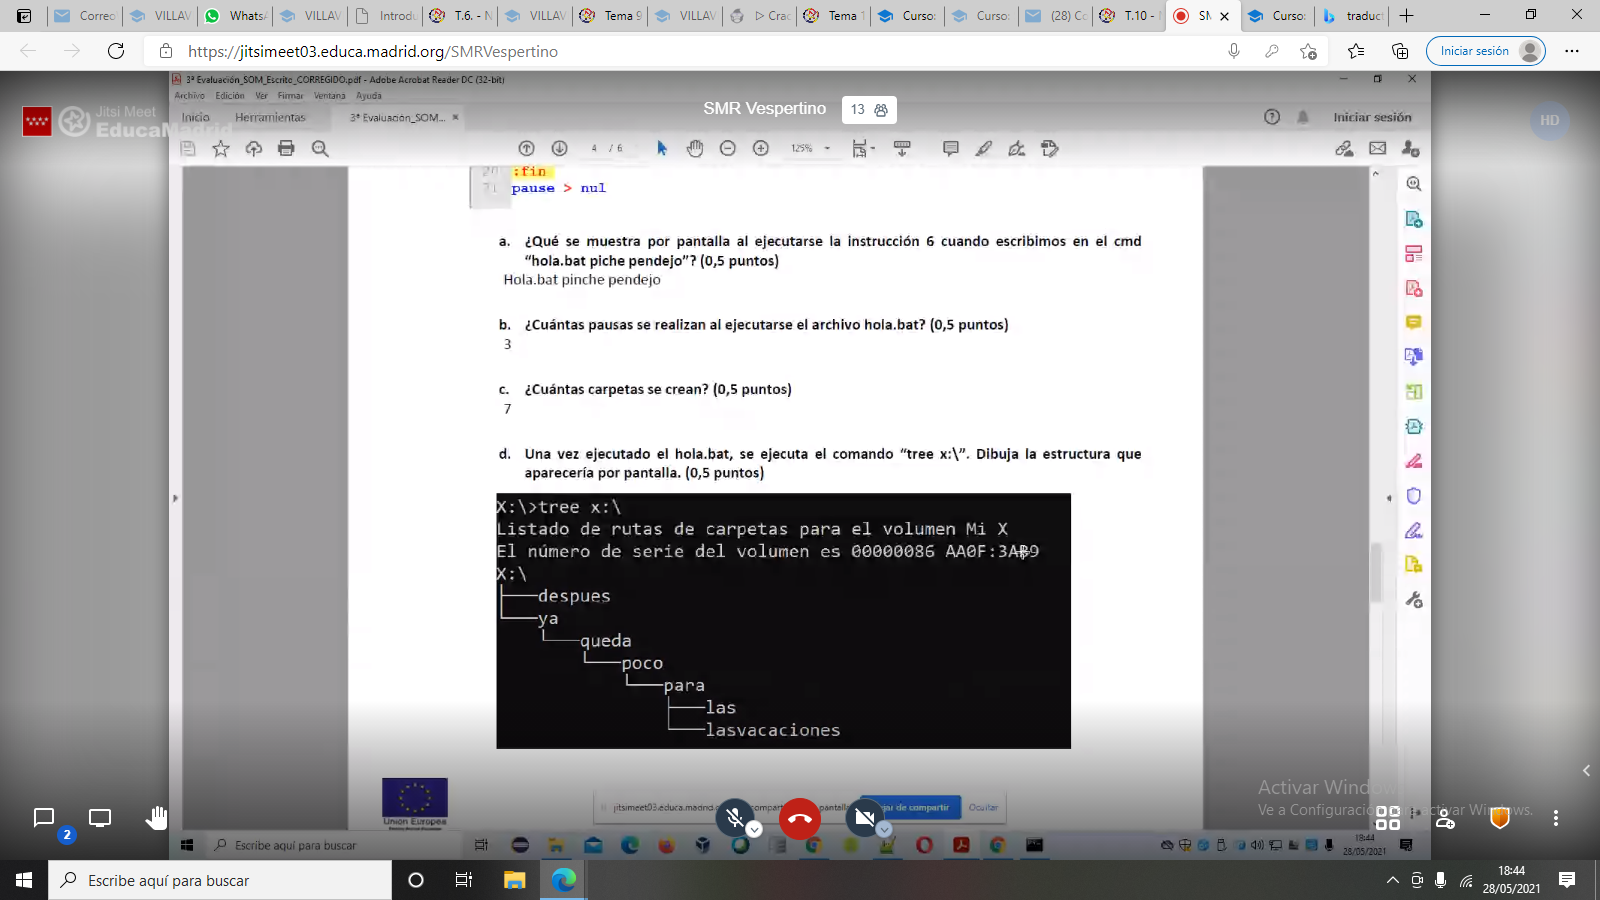 Correo
VILLAV
WhatsA
VILLAV
Introdu
T.6. - N
VILLAV
Tema 9
VILLAV
Crac
Tema 1
Curso:
Curso:
(28) Co
T.10 - N
SM
Curso:
traduct
https://jitsimeet03.educa.madrid.org/SMRVespertino
Iniciar sesión
3ª Evaluación_SOM_Escrito_CORREGIDO.pdf - Adobe Acrobat Reader DC (32-bit)
Archivo Edición Ver Firmar Ventana Ayuda
Jitsi Meet
EducaMadrid
SMR Vespertino
13
HD
Inicio
Herramientas
3ª Evaluación_SOM...
Iniciar sesión
4 / 6
125%
20 :fin
21 pause > nul
a. ¿Qué se muestra por pantalla al ejecutarse la instrucción 6 cuando escribimos en el cmd
“hola.bat piche pendejo”? (0,5 puntos)
Hola.bat pinche pendejo
b. ¿Cuántas pausas se realizan al ejecutarse el archivo hola.bat? (0,5 puntos)
3
c. ¿Cuántas carpetas se crean? (0,5 puntos)
7
d. Una vez ejecutado el hola.bat, se ejecuta el comando “tree x:\”. Dibuja la estructura que
aparecería por pantalla. (0,5 puntos)
X:\>tree x:\
Listado de rutas de carpetas para el volumen Mi X
El número de serie del volumen es 00000086 AA0F:3AB9
X:\
├───despues
└───ya
└───queda
└───poco
└───para
├───las
└───lasvacaciones
Unión Europea
jitsimeet03.educa.madrid.o
compart
pantalla
jar de compartir
Ocultar
Activar Window
Ve a Configuración
activar Windows.
2
Escribe aquí para buscar
18:44
28/05/2021
Escribe aquí para buscar
18:44
28/05/2021